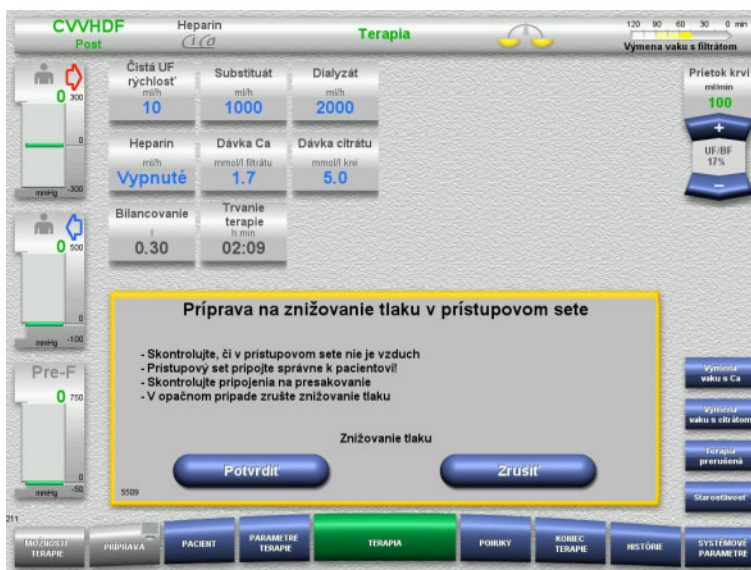 CVVHDF
Post
Heparin
CiCa
Terapia
120 90 60 30 0 min
Výmena vaku s filtrátom
0
300
0
-300
mmHg
Čistá UF
rýchlosť
ml/h
10
Substituát
ml/h
1000
Dialyzát
ml/h
2000
Prietok krvi
ml/min
100
+
UF/BF
17%
–
Heparin
ml/h
Vypnuté
Dávka Ca
mmol/l filtrátu
1.7
Dávka citrátu
mmol/l krvi
5.0
Bilancovanie
l
0.30
Trvanie
terapie
h:min
02:09
0
500
0
-100
mmHg
Príprava na znižovanie tlaku v prístupovom sete
- Skontrolujte, či v prístupovom sete nie je vzduch
- Prístupový set pripojte správne k pacientovi!
- Skontrolujte pripojenia na presakovanie
- V opačnom prípade zrušte znižovanie tlaku
Znižovanie tlaku
Potvrdiť
Zrušiť
5509
Pre-F
0
750
0
-50
mmHg
Výmena
vaku s Ca
Výmena
vaku s citrátom
Terapia
prerušená
Starostlivosť
211
MOŽNOSTI
TERAPIE
PRÍPRAVA
PACIENT
PARAMETRE
TERAPIE
TERAPIA
PONUKY
KONIEC
TERAPIE
HISTÓRIE
SYSTÉMOVÉ
PARAMETRE